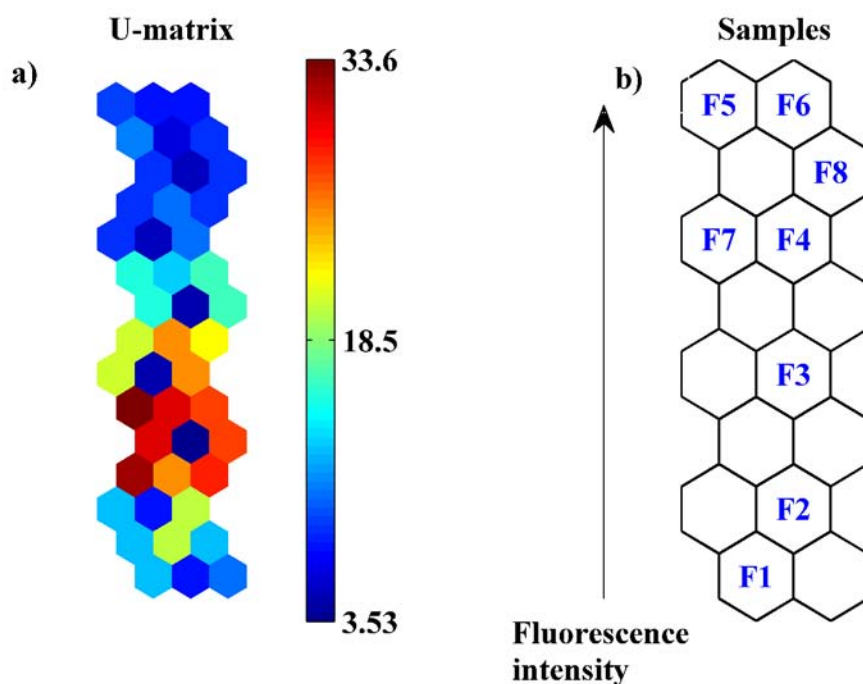 U-matrix
a)
33.6
18.5
3.53
Samples
b)
F5 F6
F8
F7 F4
F3
F2
F1
Fluorescence
intensity